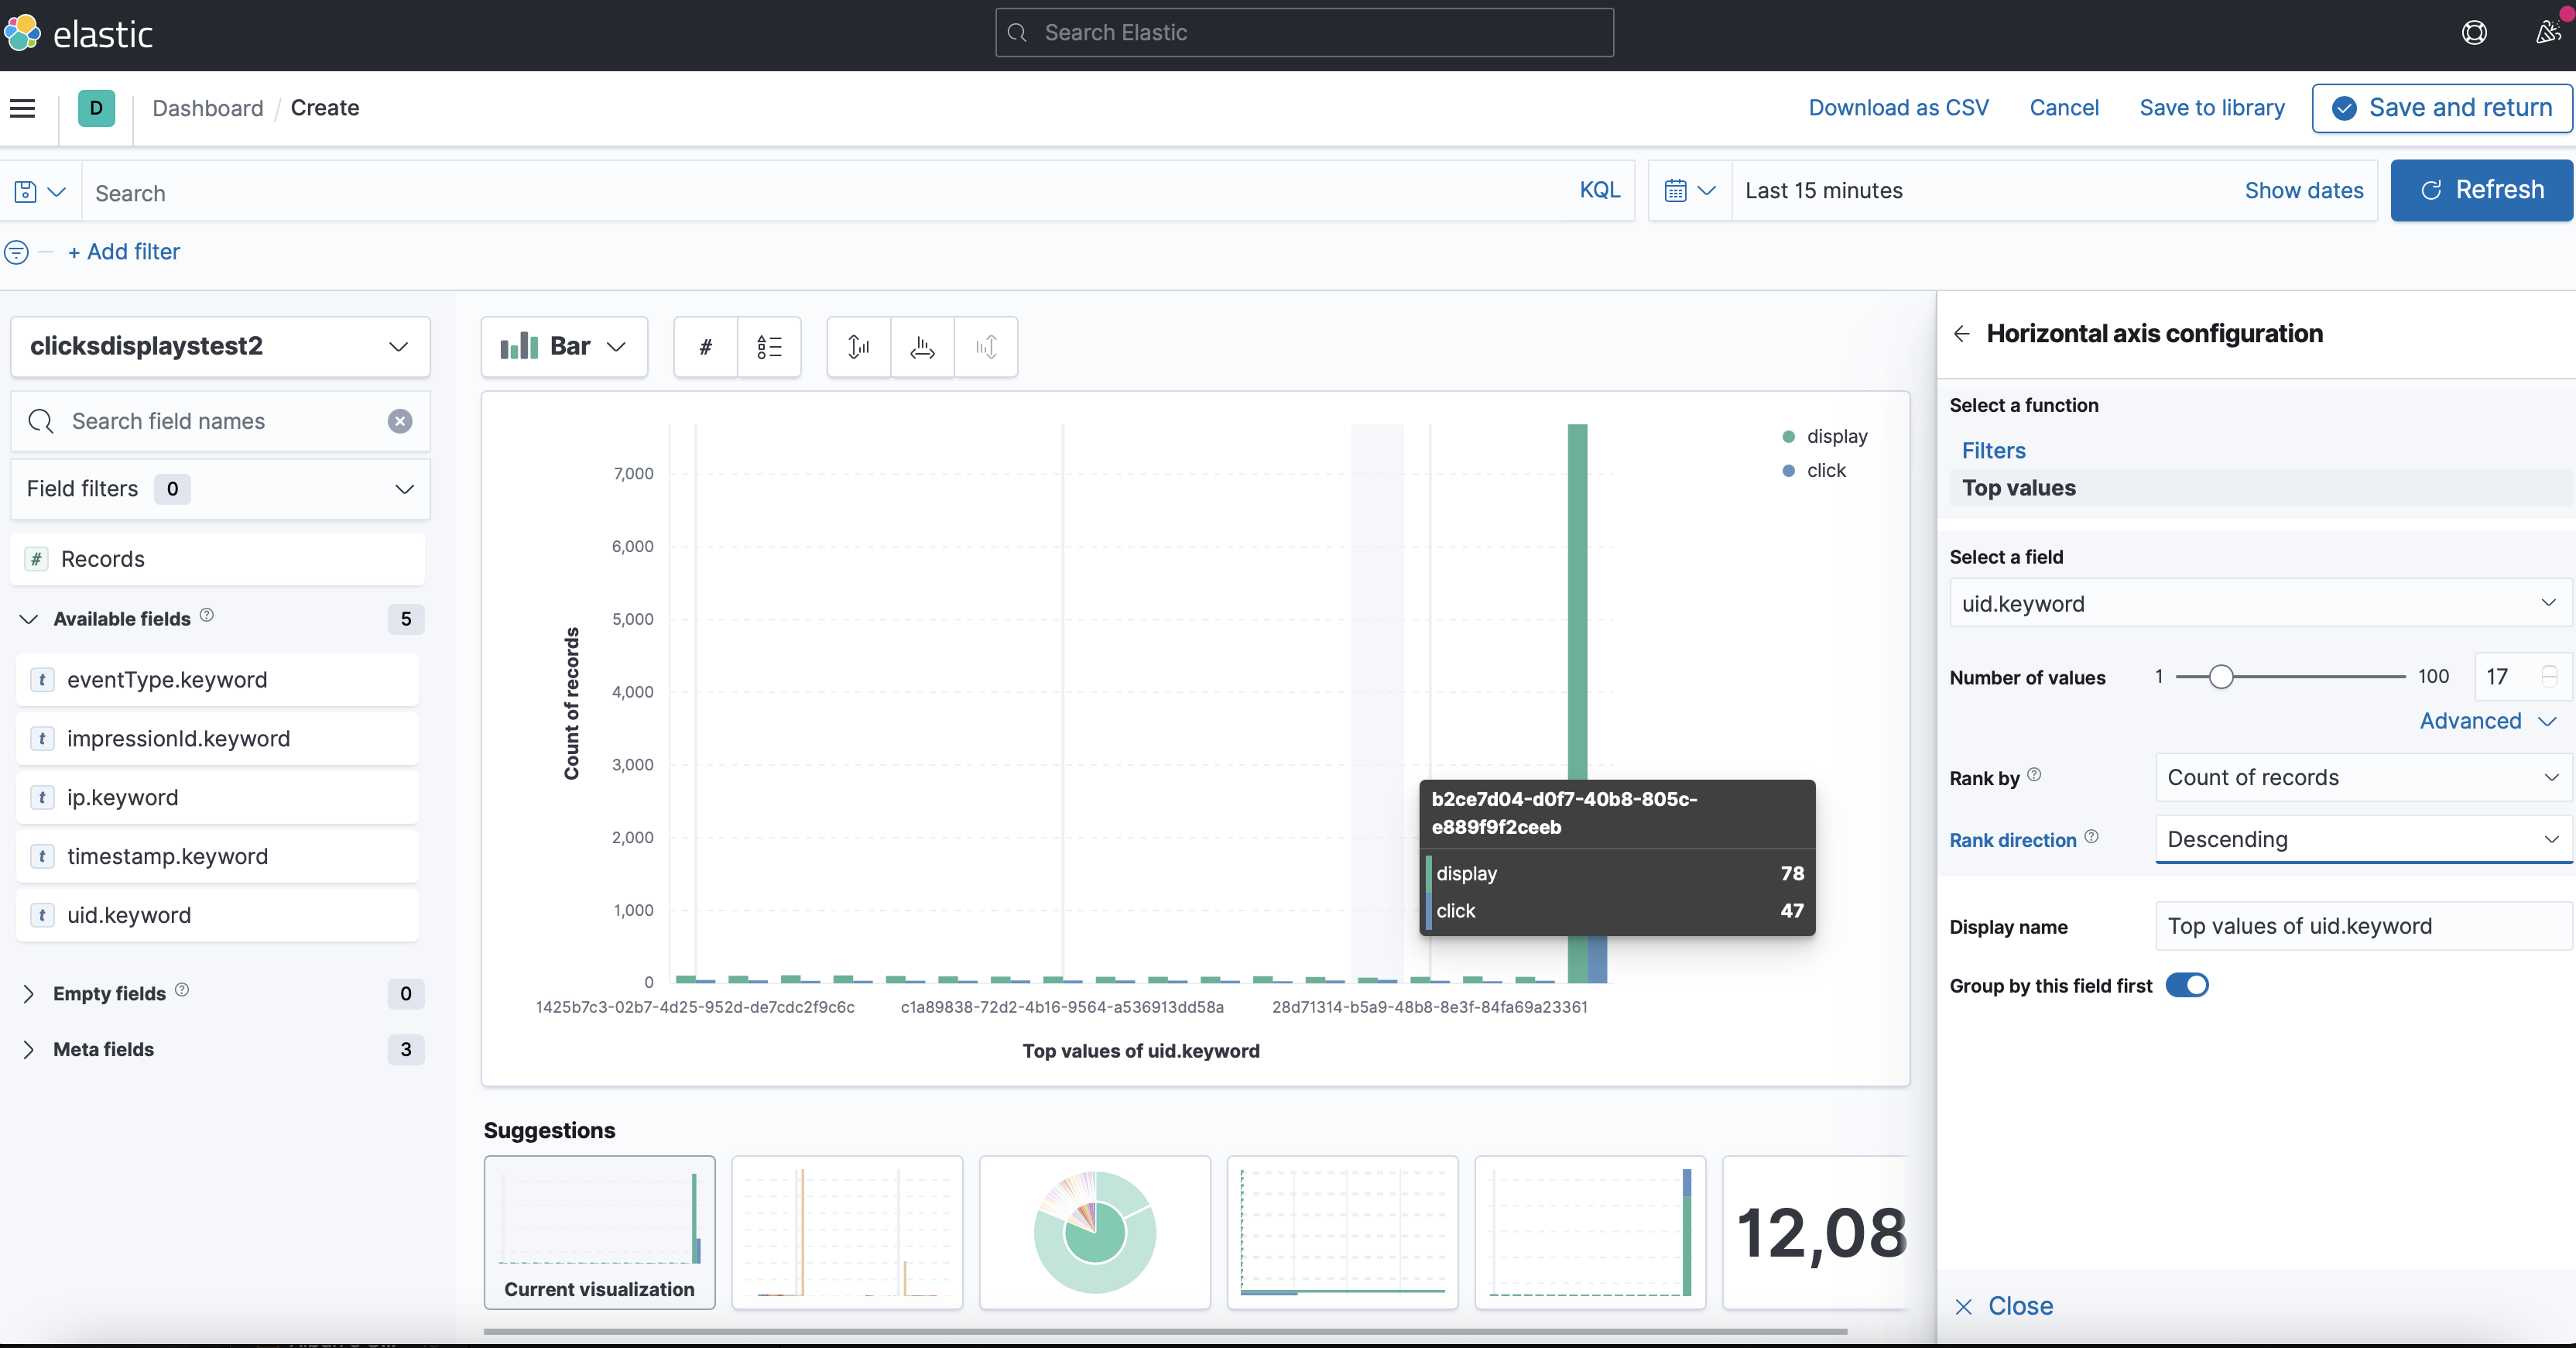 elastic
Search Elastic
D
Dashboard / Create
Download as CSV
Cancel
Save to library
Save and return
Search
KQL
Last 15 minutes
Show dates
Refresh
+ Add filter
clicksdisplaystest2
Search field names
Field filters 0
# Records
Available fields 5
t eventType.keyword
t impressionId.keyword
t ip.keyword
t timestamp.keyword
t uid.keyword
Empty fields 0
Meta fields 3
Bar
#
display
click
7,000
6,000
5,000
4,000
3,000
2,000
1,000
0
Count of records
b2ce7d04-d0f7-40b8-805c-
e889f9f2ceeb
display 78
click 47
1425b7c3-02b7-4d25-952d-de7cdc2f9c6c
c1a89838-72d2-4b16-9564-a536913dd58a
28d71314-b5a9-48b8-8e3f-84fa69a23361
Top values of uid.keyword
Suggestions
Current visualization
12,08
Horizontal axis configuration
Select a function
Filters
Top values
Select a field
uid.keyword
Number of values 1 100 17
Advanced
Rank by Count of records
Rank direction Descending
Display name Top values of uid.keyword
Group by this field first
Close